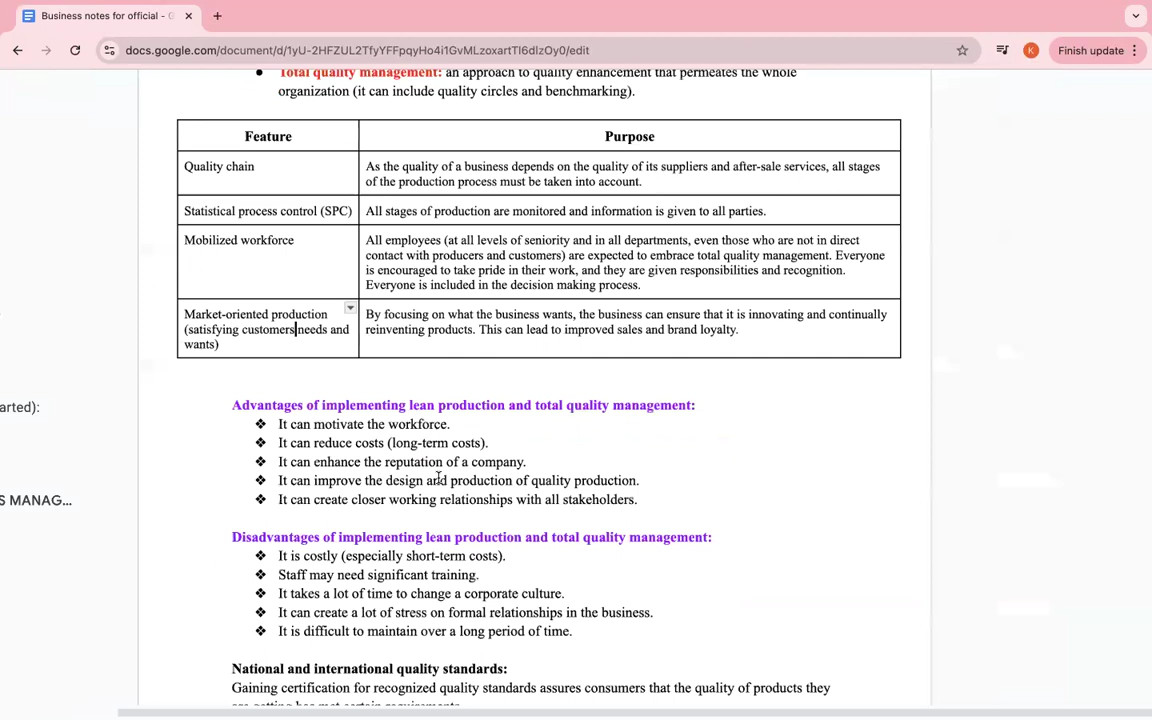 Business notes for official - G
docs.google.com/document/d/1yU-2HFZUL2TfyYFFpqyHo4i1GvMLzoxartTl6dlzOy0/edit
K
Finish update
Total quality management: an approach to quality enhancement that permeates the whole
organization (it can include quality circles and benchmarking).
Feature Purpose
Quality chain As the quality of a business depends on the quality of its suppliers and after-sale services, all stages
of the production process must be taken into account.
Statistical process control (SPC) All stages of production are monitored and information is given to all parties.
Mobilized workforce All employees (at all levels of seniority and in all departments, even those who are not in direct
contact with producers and customers) are expected to embrace total quality management. Everyone
is encouraged to take pride in their work, and they are given responsibilities and recognition.
Everyone is included in the decision making process.
Market-oriented production By focusing on what the business wants, the business can ensure that it is innovating and continually
(satisfying customers needs and reinventing products. This can lead to improved sales and brand loyalty.
wants)
Advantages of implementing lean production and total quality management:
❖ It can motivate the workforce.
arted):
❖ It can reduce costs (long-term costs).
❖ It can enhance the reputation of a company.
❖ It can improve the design and production of quality production.
❖ It can create closer working relationships with all stakeholders.
S MANAG...
Disadvantages of implementing lean production and total quality management:
❖ It is costly (especially short-term costs).
❖ Staff may need significant training.
❖ It takes a lot of time to change a corporate culture.
❖ It can create a lot of stress on formal relationships in the business.
❖ It is difficult to maintain over a long period of time.
National and international quality standards:
Gaining certification for recognized quality standards assures consumers that the quality of products they